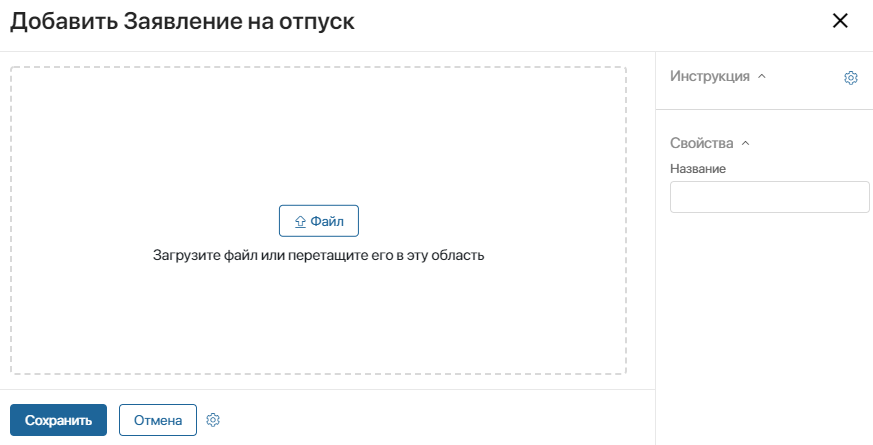 Добавить Заявление на отпуск
Инструкция
Свойства
Название
Файл
Загрузите файл или перетащите его в эту область
Сохранить
Отмена